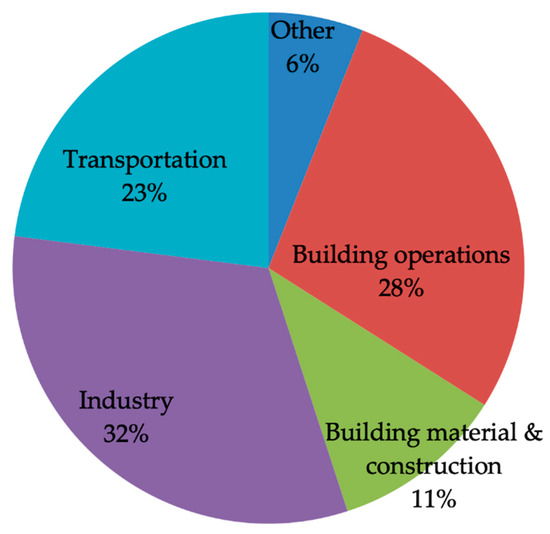 Other
6%
Building operations
28%
Building material &
construction
11%
Industry
32%
Transportation
23%